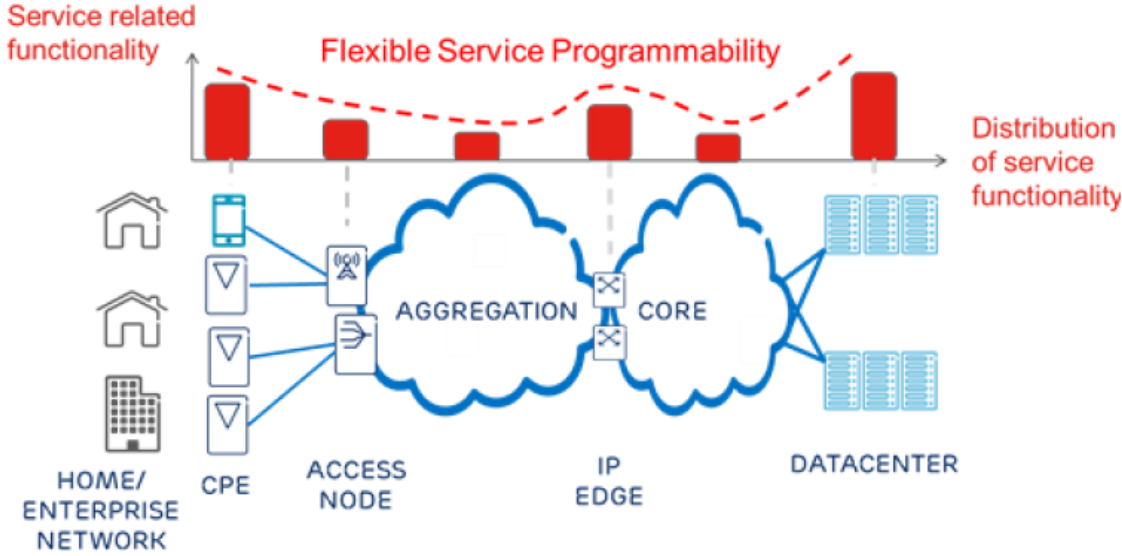 Service related
functionality
Flexible Service Programmability
Distribution
of service
functionality
AGGREGATION
CORE
HOME/
ENTERPRISE
NETWORK
CPE
ACCESS
NODE
IP
EDGE
DATACENTER